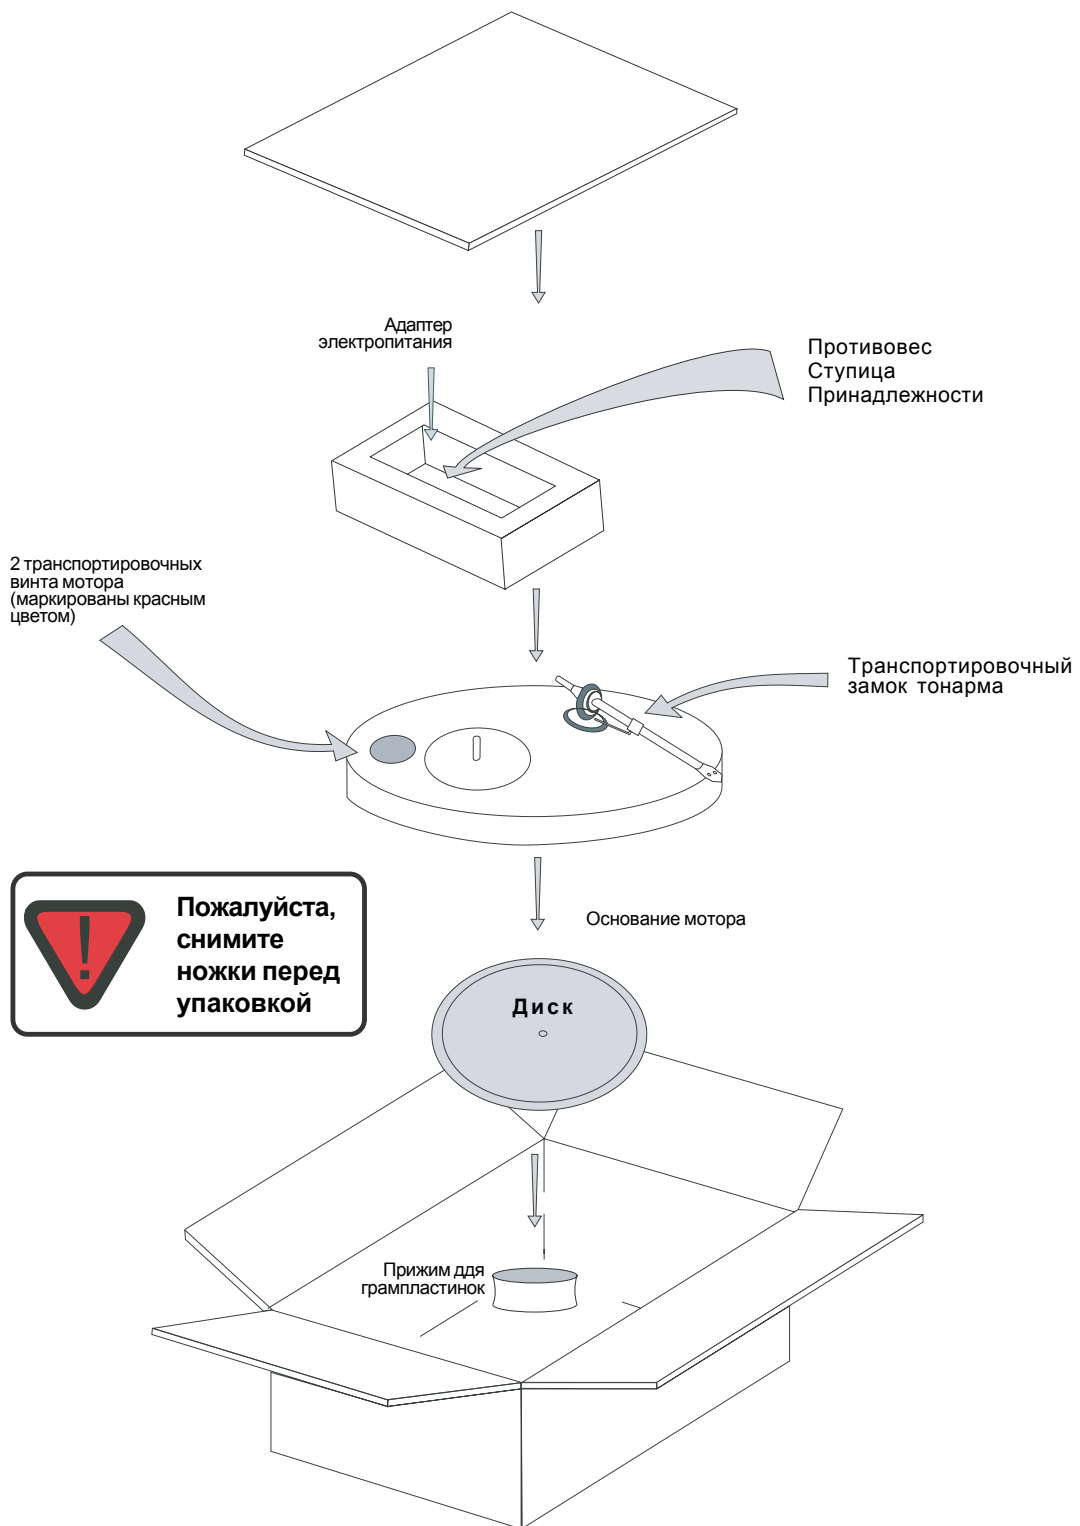 Адаптер
электропитания
Противовес
Ступица
Принадлежности
2 транспортировочных
винта мотора
(маркированы красным
цветом)
Транспортировочный
замок тонарма
Пожалуйста,
снимите
ножки перед
упаковкой
Основание мотора
Диск
Прижим ддя
грампластинок